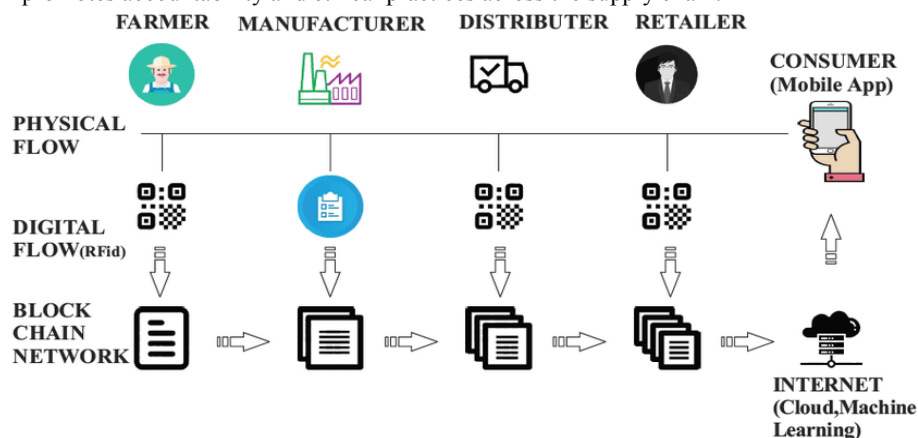 FARMER
MANUFACTURER
DISTRIBUTER
RETAILER
CONSUMER
(Mobile App)
PHYSICAL
FLOW
DIGITAL
FLOW(RFid)
BLOCK
CHAIN
NETWORK
INTERNET
(Cloud,Machine
Learning)